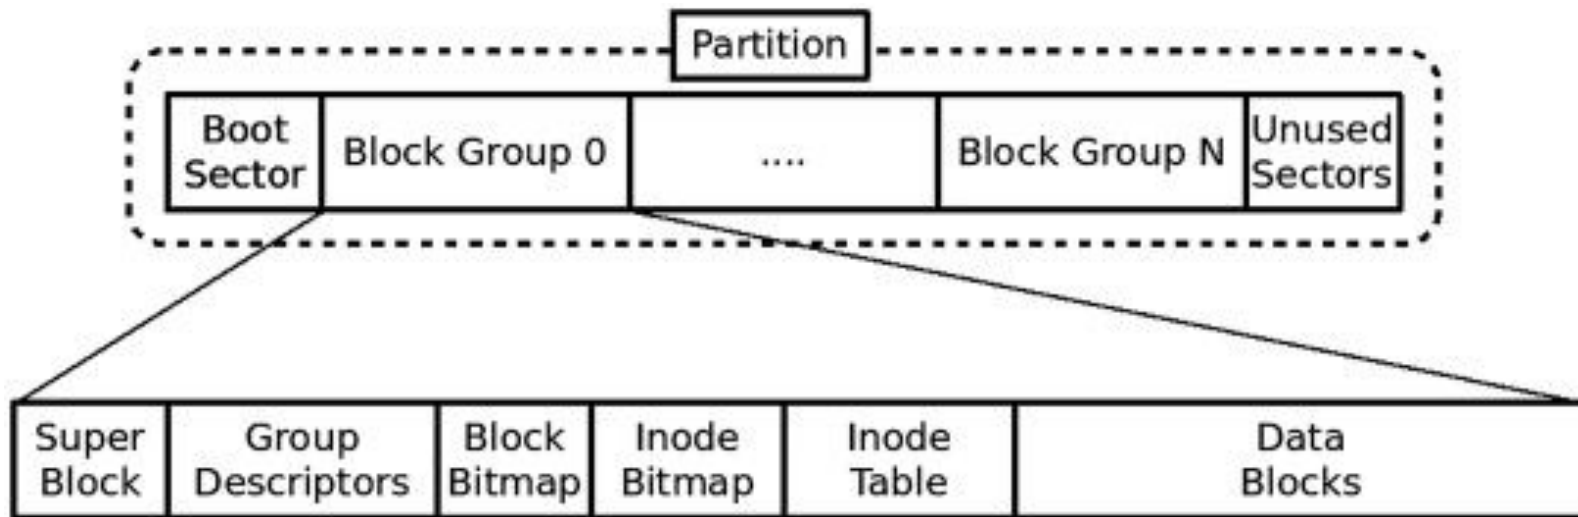 Partition
Boot
Sector
Block Group 0
....
Block Group N
Unused
Sectors
Super
Block
Group
Descriptors
Block
Bitmap
Inode
Bitmap
Inode
Table
Data
Blocks